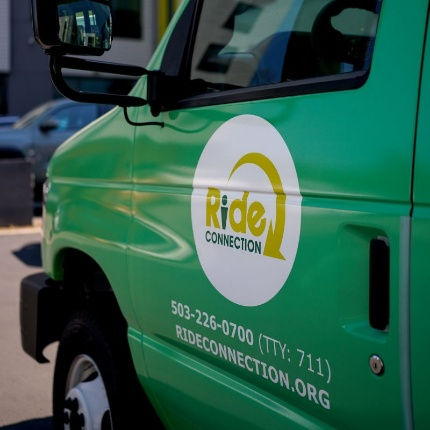 Ride
CONNECTION
503-226-0700 (TTY: 711)
RIDECONNECTION.ORG